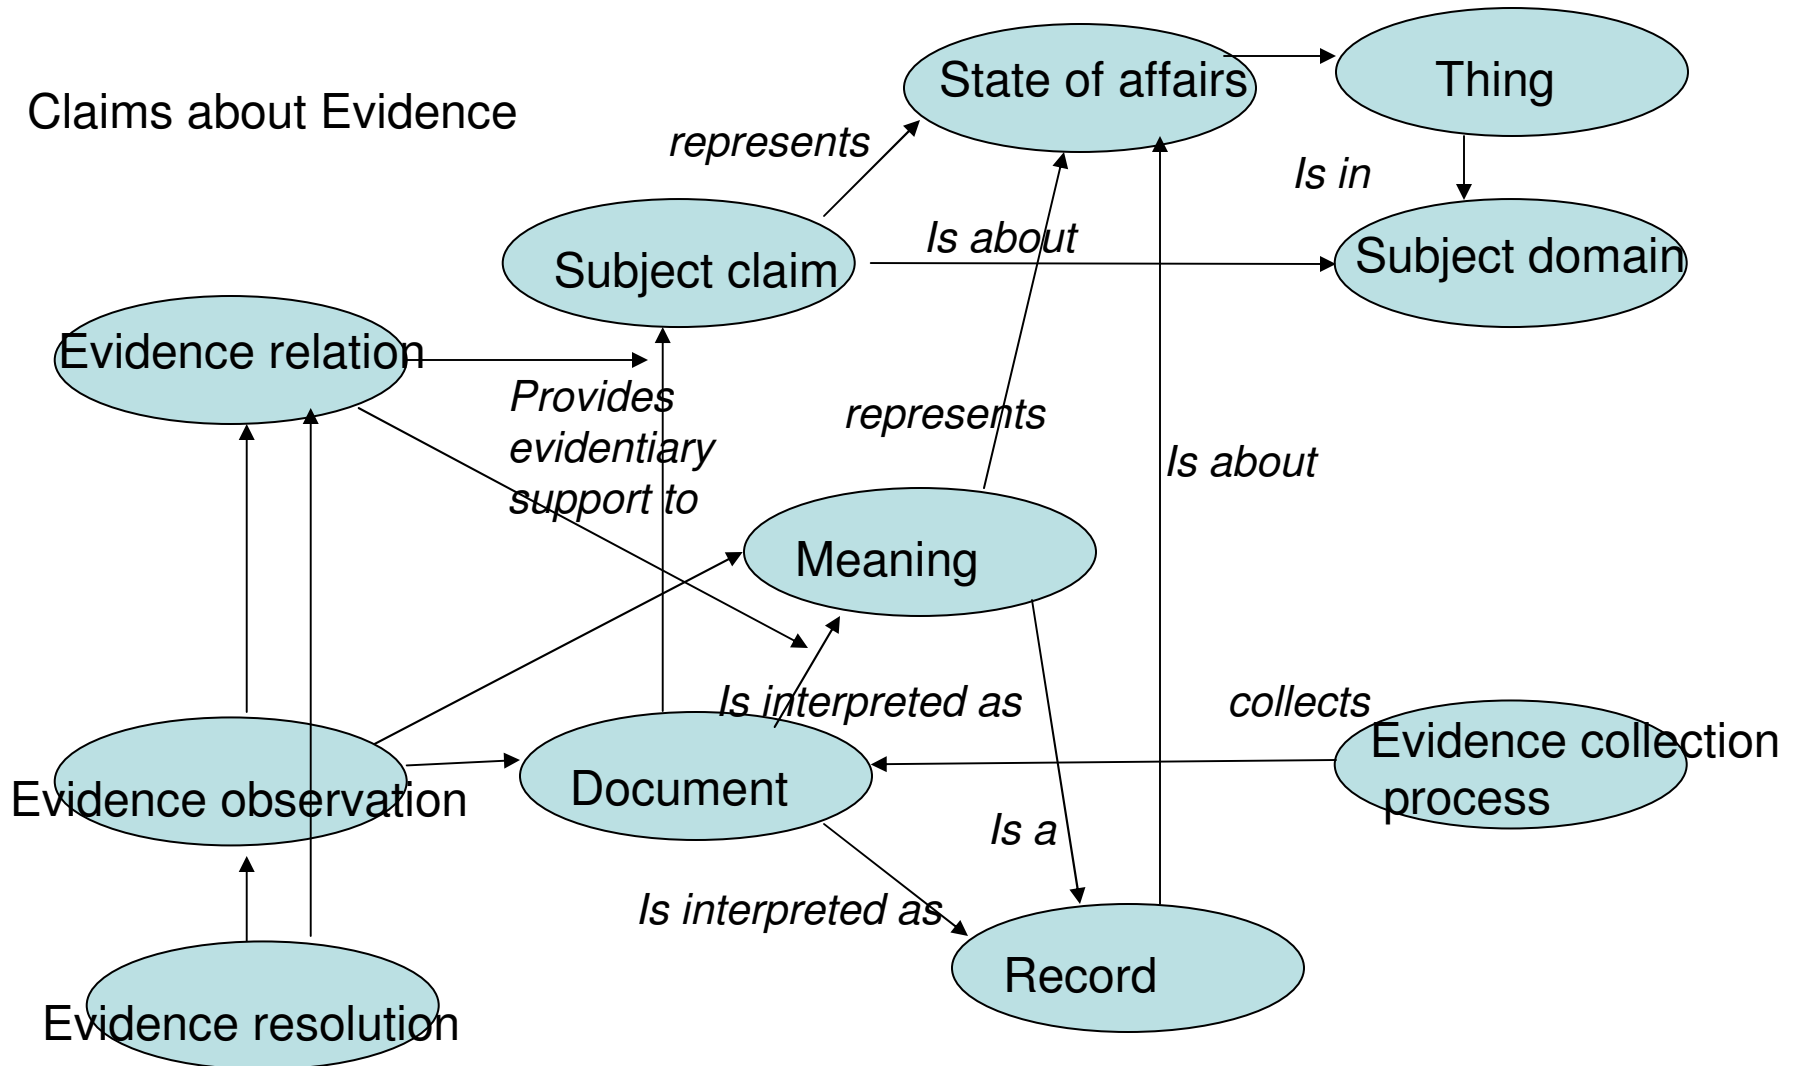 State of affairs
Thing
Claims about Evidence
represents
Is in
Is about
Subject claim
Subject domain
Evidence relation
Provides
evidentiary
support to
represents
Is about
Meaning
Is interpreted as
collects
Evidence collection
process
Evidence observation
Document
Is a
Is interpreted as
Record
Evidence resolution